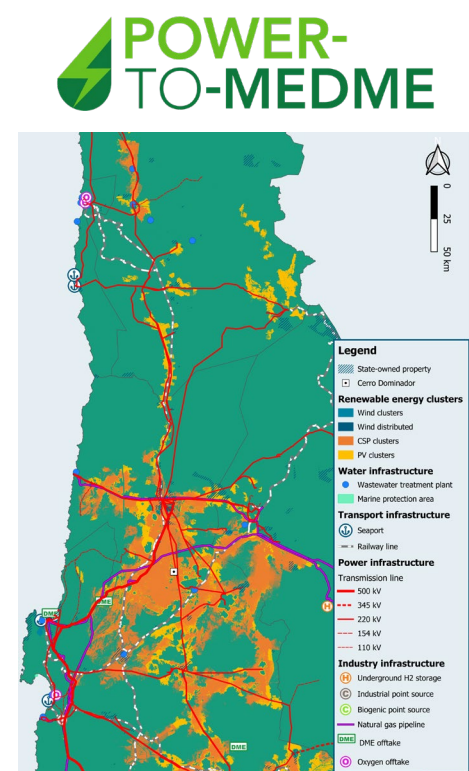 POWER-
TO-MEDME
0
25
50 km
Legend
State-owned property
Cerro Dominador
Renewable energy clusters
Wind clusters
Wind distributed
CSP clusters
PV clusters
Water infrastructure
Wastewater treatment plant
Marine protection area
Transport infrastructure
Seaport
Railway line
Power infrastructure
Transmission line
500 kV
345 kV
220 kV
154 kV
110 kV
Industry infrastructure
H Underground H2 storage
C Industrial point source
C Biogenic point source
Natural gas pipeline
DME DME offtake
O Oxygen offtake
DME
DME
DME
H